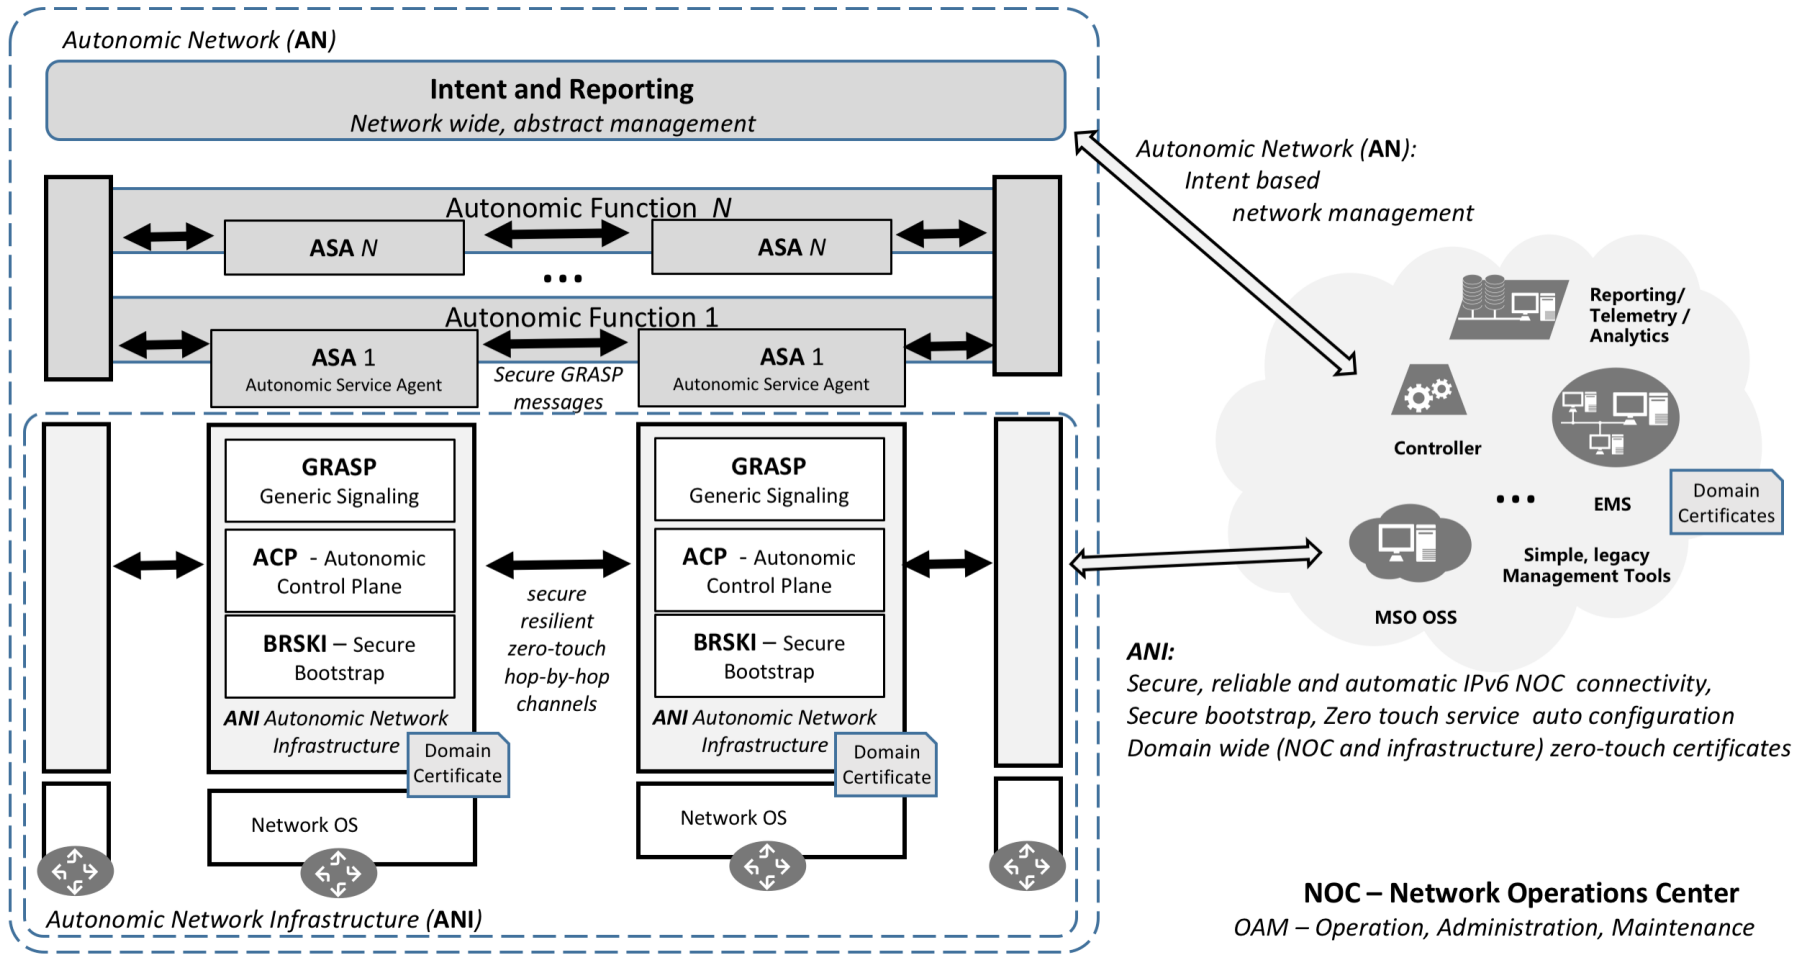 Autonomic Network (AN)
Intent and Reporting
Network wide, abstract management
Autonomic Function N
ASA N
ASA N
...
Autonomic Function 1
ASA 1
Autonomic Service Agent
Secure GRASP
messages
ASA 1
Autonomic Service Agent
GRASP
Generic Signaling
ACP - Autonomic
Control Plane
BRSKI – Secure
Bootstrap
ANI Autonomic Network
Infrastructure
Domain
Certificate
Network OS
secure
resilient
zero-touch
hop-by-hop
channels
GRASP
Generic Signaling
ACP - Autonomic
Control Plane
BRSKI – Secure
Bootstrap
ANI Autonomic Network
Infrastructure
Domain
Certificate
Network OS
Autonomic Network Infrastructure (ANI)
Autonomic Network (AN):
Intent based
network management
Reporting/
Telemetry /
Analytics
Controller
EMS
Domain
Certificates
...
Simple, legacy
Management Tools
MSO OSS
ANI:
Secure, reliable and automatic IPv6 NOC connectivity,
Secure bootstrap, Zero touch service auto configuration
Domain wide (NOC and infrastructure) zero-touch certificates
NOC – Network Operations Center
OAM – Operation, Administration, Maintenance